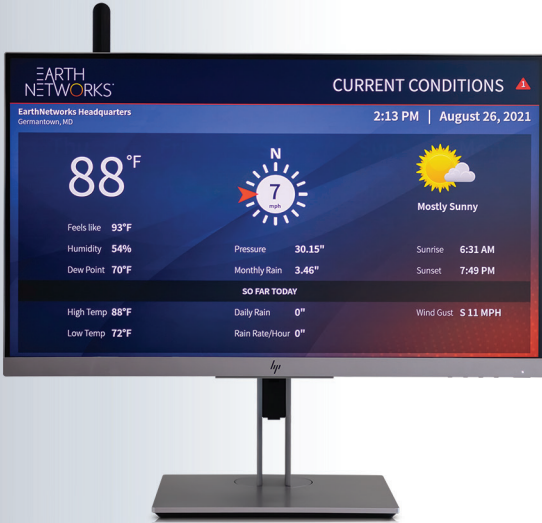 EARTH
NETWORKS
CURRENT CONDITIONS
1
EarthNetworks Headquarters
Germantown, MD
2:13 PM | August 26, 2021
88°F
N
7
mph
Mostly Sunny
Feels like 93°F
Humidity 54%
Dew Point 70°F
Pressure 30.15"
Monthly Rain 3.46"
Sunrise 6:31 AM
Sunset 7:49 PM
SO FAR TODAY
High Temp 88°F
Low Temp 72°F
Daily Rain 0"
Rain Rate/Hour 0"
Wind Gust S 11 MPH
hp